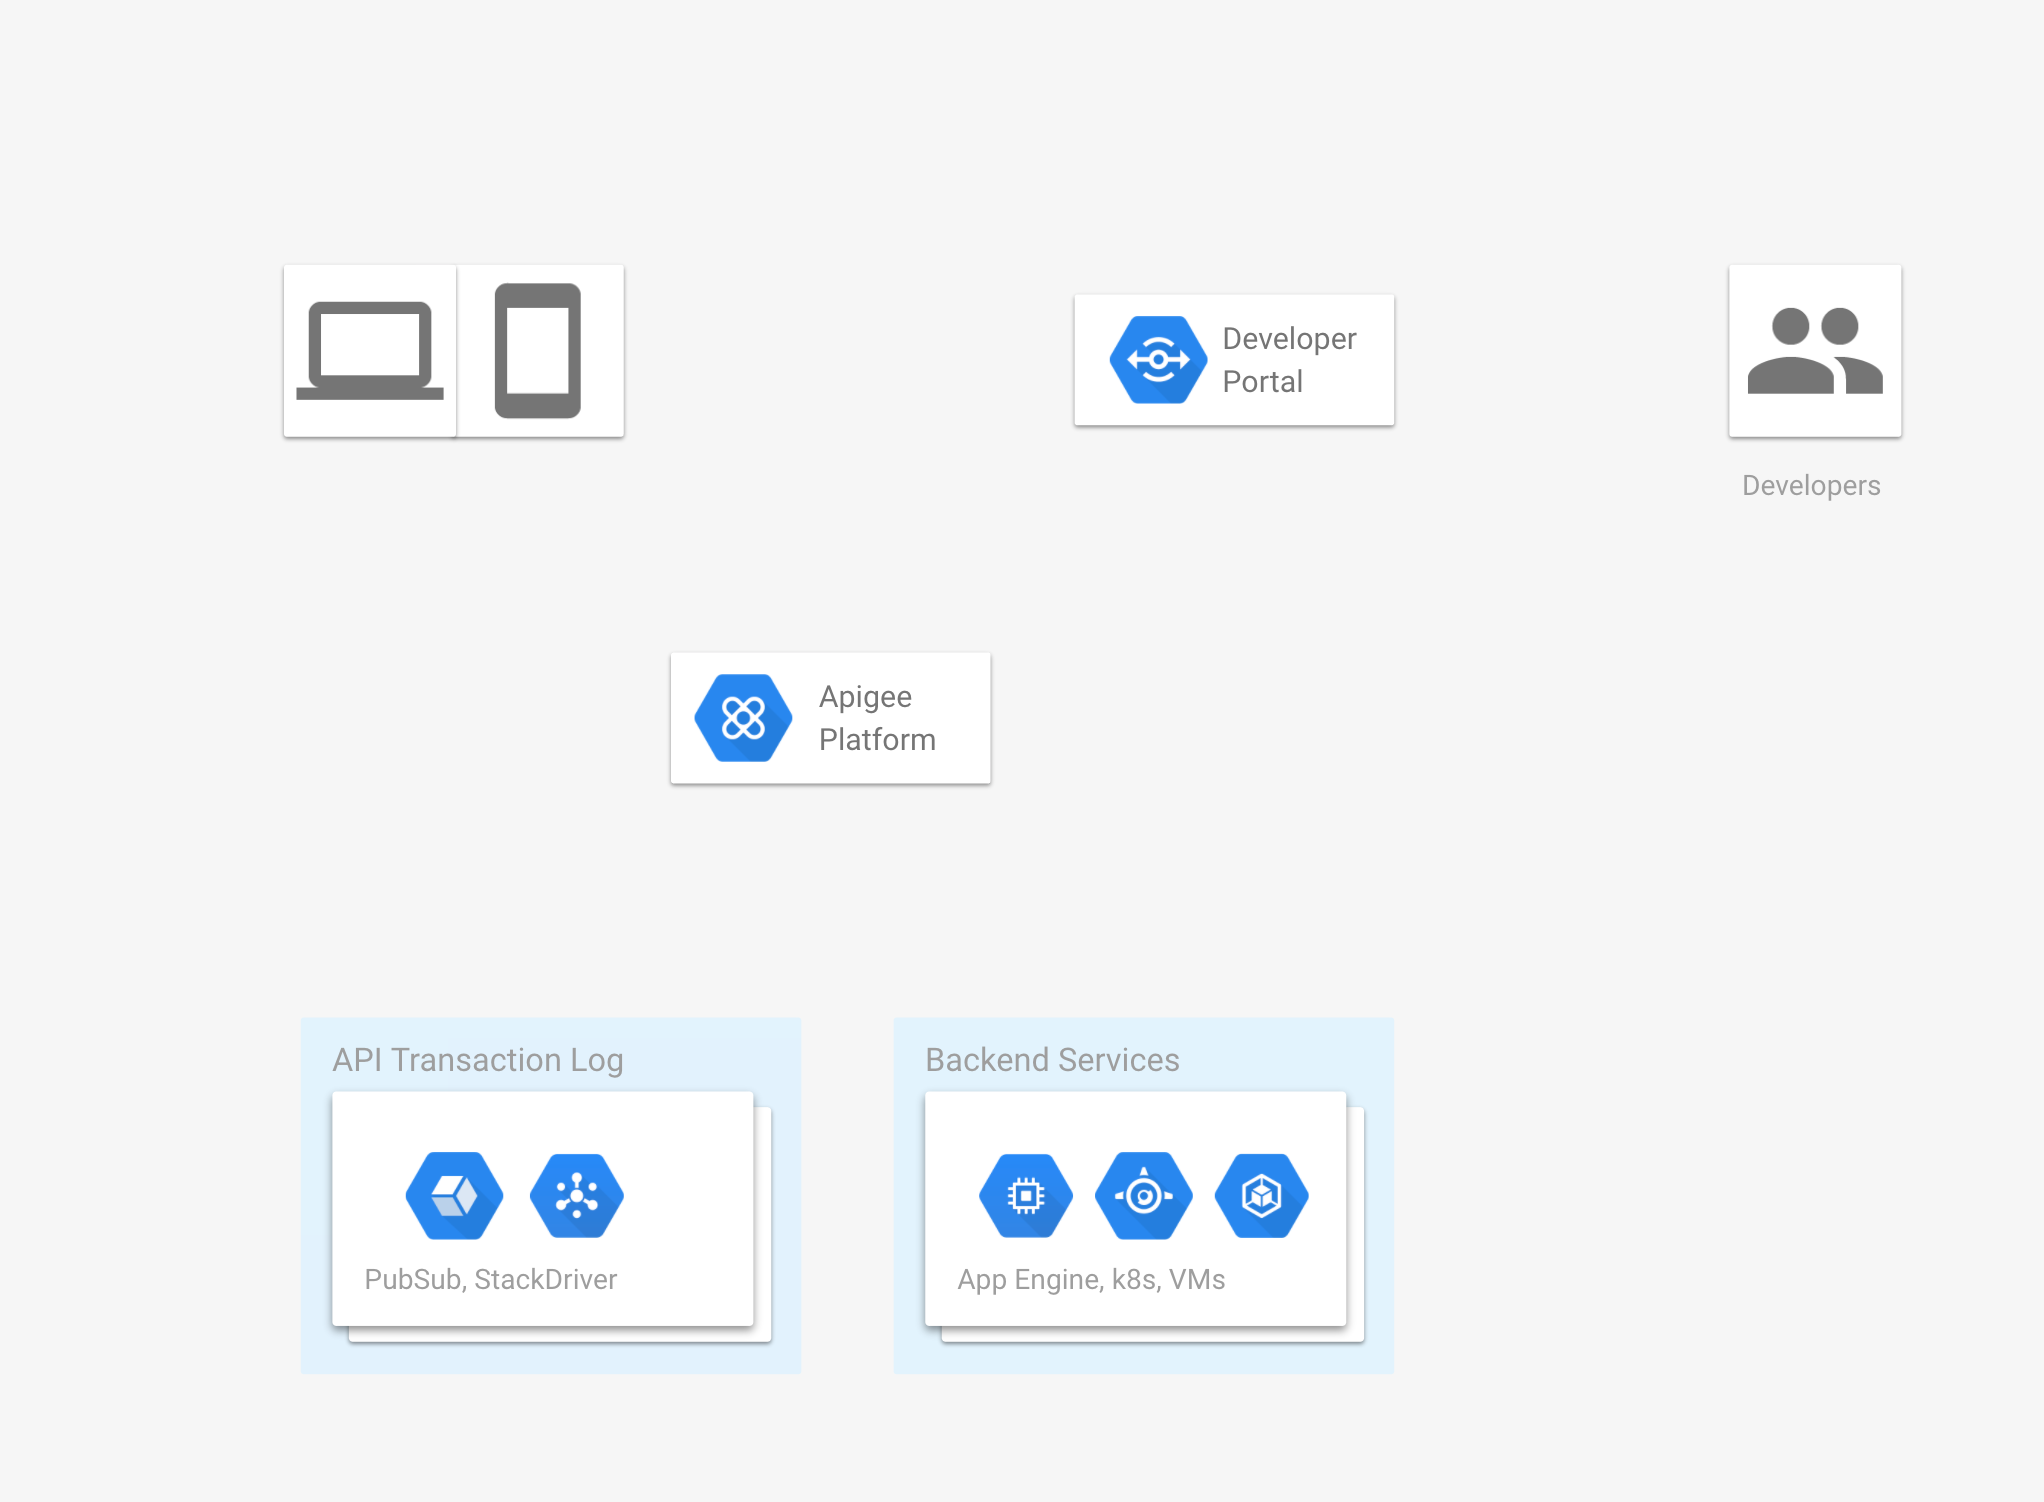 Developer
Portal
Developers
Apigee
Platform
API Transaction Log
PubSub, StackDriver
Backend Services
App Engine, k8s, VMs